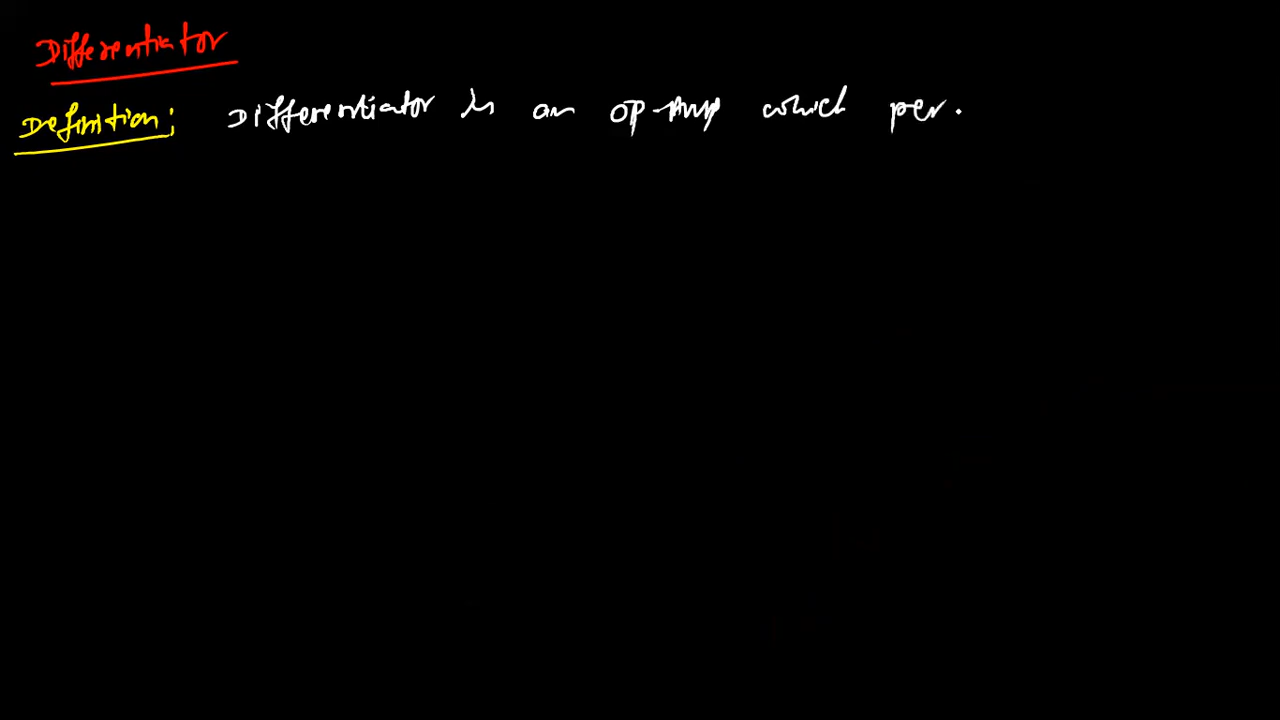 Differentiator
Definition: Differentiator is an op-Amp which per.